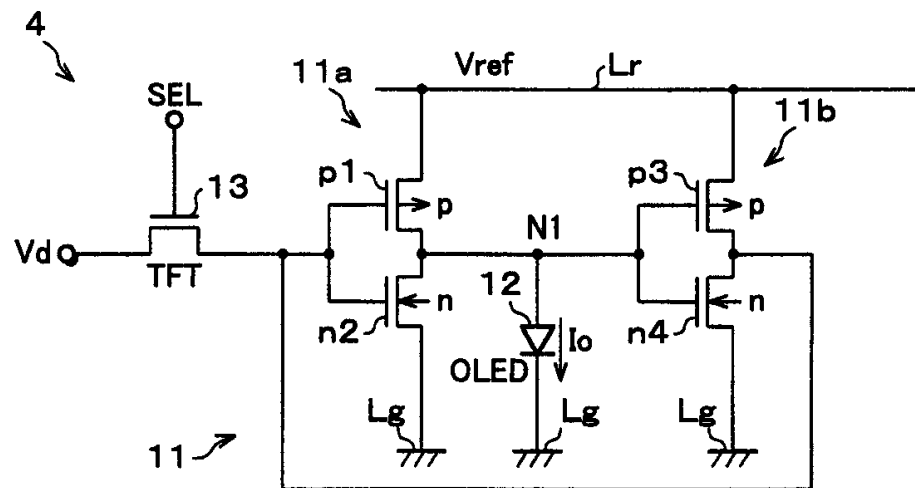 4
SEL
13
Vd
TFT
11a
Vref
Lr
11b
p1
p
N1
p3
p
n2
n
12
Io
OLED
n4
n
Lg
Lg
Lg
11